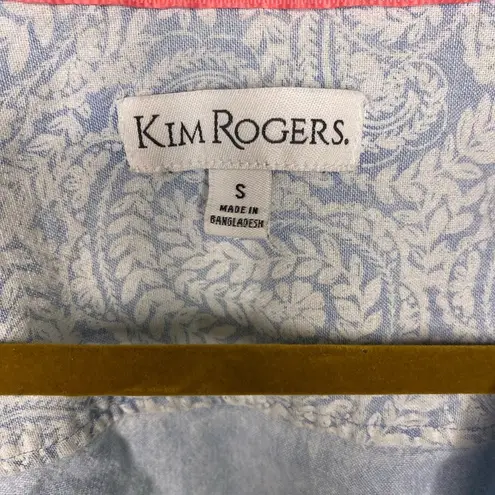 KIM ROGERS.
S
MADE IN
BANGLADESH